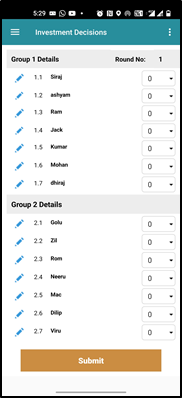 5:29
Investment Decisions
Group 1 Details Round No: 1
1.1 Siraj 0
1.2 ashyam 0
1.3 Ram 0
1.4 Jack 0
1.5 Kumar 0
1.6 Mohan 0
1.7 dhiraj 0
Group 2 Details
2.1 Golu 0
2.2 Zil 0
2.3 Rom 0
2.4 Neeru 0
2.5 Mac 0
2.6 Dilip 0
2.7 Viru 0
Submit